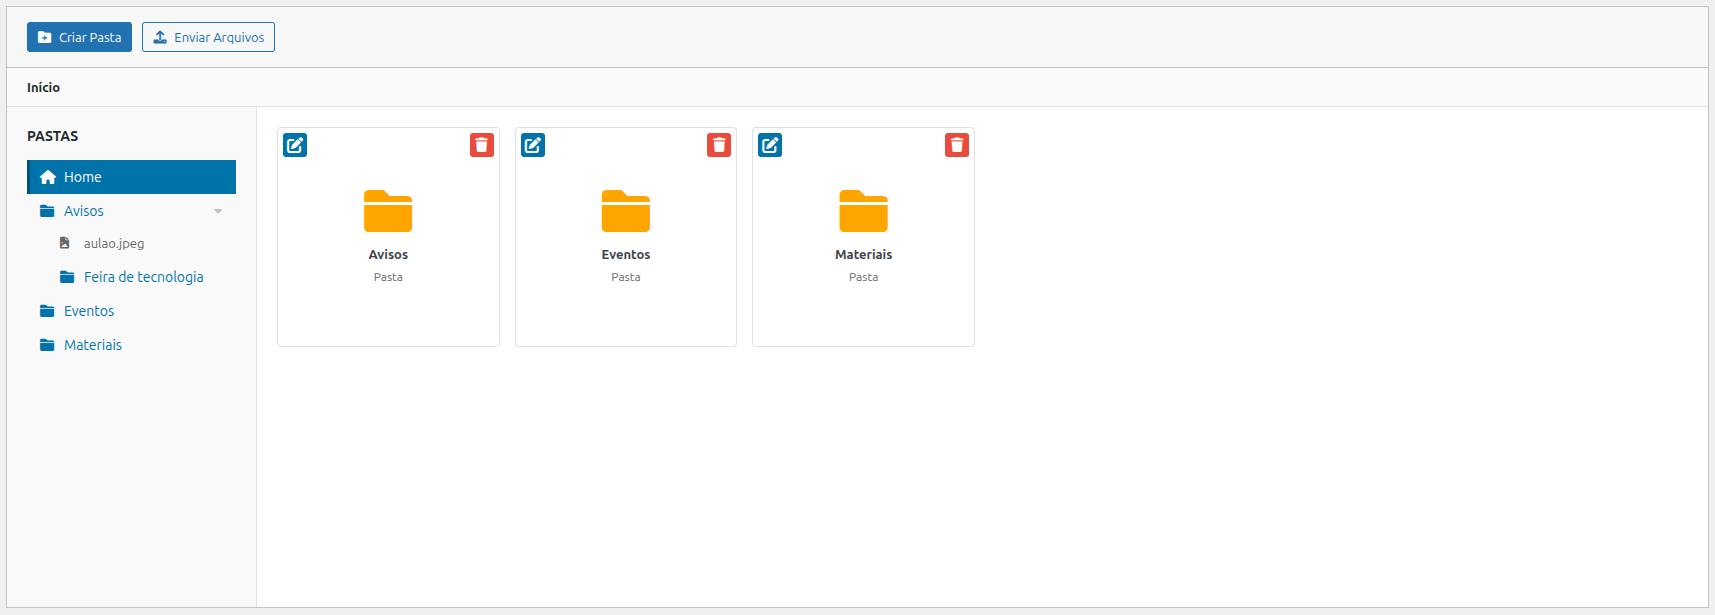 Criar Pasta
Enviar Arquivos
Início
PASTAS
Home
Avisos
aulao.jpeg
Feira de tecnologia
Eventos
Materiais
Avisos
Pasta
Eventos
Pasta
Materiais
Pasta